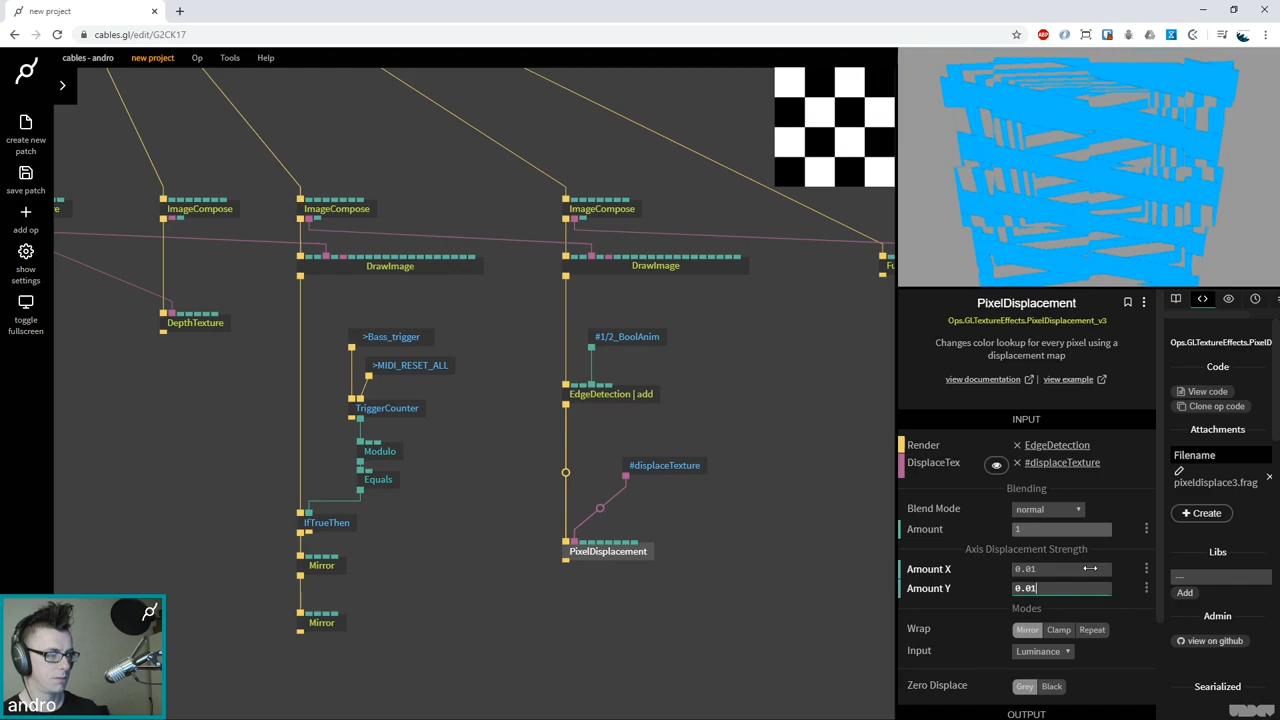 new project
cables.gl/edit/G2CK17
cables - andro
new project
Op
Tools
Help
create new
patch
save patch
add op
show
settings
toggle
fullscreen
ImageCompose
ImageCompose
ImageCompose
DrawImage
DrawImage
DepthTexture
>Bass_trigger
>MIDI_RESET_ALL
TriggerCounter
Modulo
Equals
IfTrueThen
Mirror
Mirror
#1/2_BoolAnim
EdgeDetection | add
#displaceTexture
PixelDisplacement
andro
PixelDisplacement
Ops.Gl.TextureEffects.PixelDisplacement_v3
Changes color lookup for every pixel using a
displacement map
view documentation
view example
INPUT
Render
EdgeDetection
DisplaceTex
#displaceTexture
Blending
Blend Mode
normal
Amount
1
Axis Displacement Strength
Amount X
0.01
Amount Y
0.01
Modes
Wrap
Mirror
Clamp
Repeat
Input
Luminance
Zero Displace
Grey
Black
OUTPUT
Ops.Gl.TextureEffects.PixelD
Code
View code
Clone op code
Attachments
Filename
pixeldisplace3.frag
+ Create
Libs
---
Add
Admin
view on github
Searialized